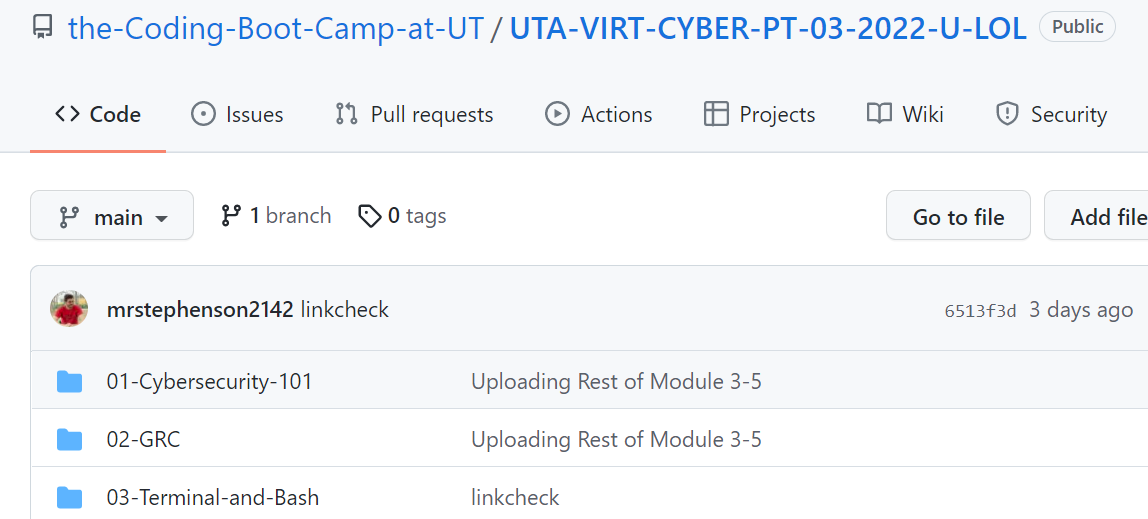 the-Coding-Boot-Camp-at-UT / UTA-VIRT-CYBER-PT-03-2022-U-LOL Public
Code Issues Pull requests Actions Projects Wiki Security
main 1 branch 0 tags Go to file Add file
mrstephenson2142 linkcheck 6513f3d 3 days ago
01-Cybersecurity-101 Uploading Rest of Module 3-5
02-GRC Uploading Rest of Module 3-5
03-Terminal-and-Bash linkcheck